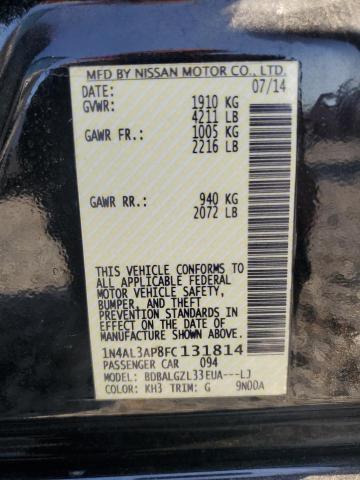 MFD BY NISSAN MOTOR CO., LTD.
DATE: 07/14
GVWR: 1910 KG
4211 LB
GAWR FR.: 1005 KG
2216 LB
GAWR RR.: 940 KG
2072 LB
THIS VEHICLE CONFORMS TO
ALL APPLICABLE FEDERAL
MOTOR VEHICLE SAFETY,
BUMPER, AND THEFT
PREVENTION STANDARDS IN
EFFECT ON THE DATE OF
MANUFACTURE SHOWN ABOVE.
1N4AL3AP8FC131814
PASSENGER CAR 094
MODEL: BDBALGZL33EUA---LJ
COLOR: KH3 TRIM: G 9N00A